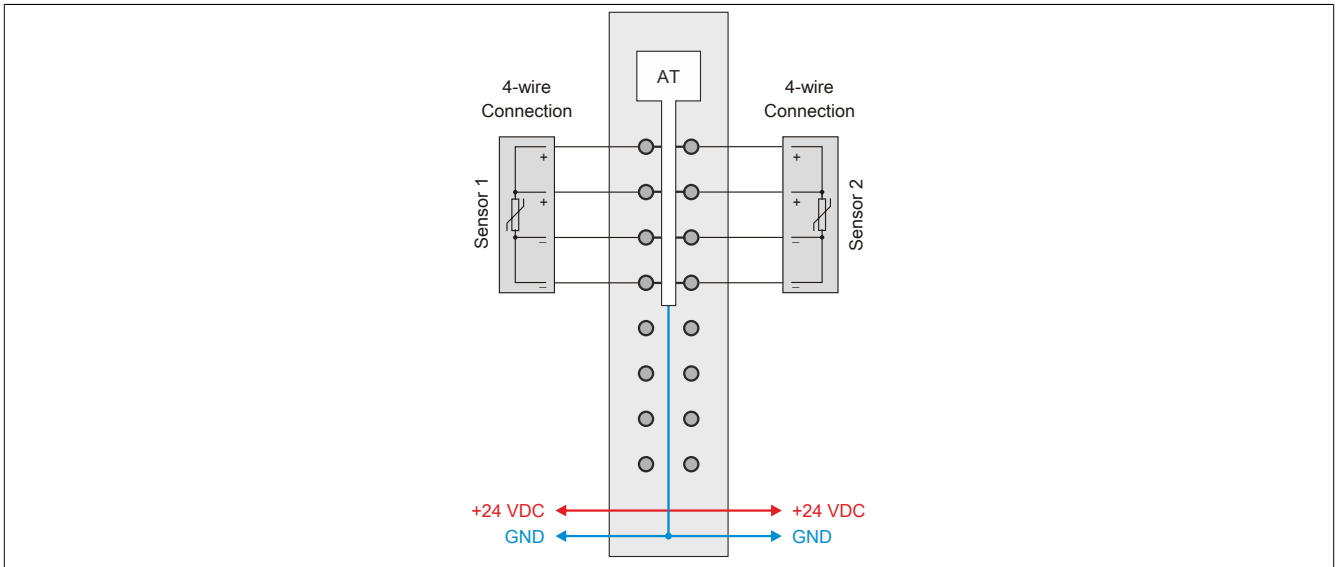 AT
4-wire
Connection
4-wire
Connection
Sensor 1
+
+
–
–
+
+
–
–
Sensor 2
+24 VDC
+24 VDC
GND
GND